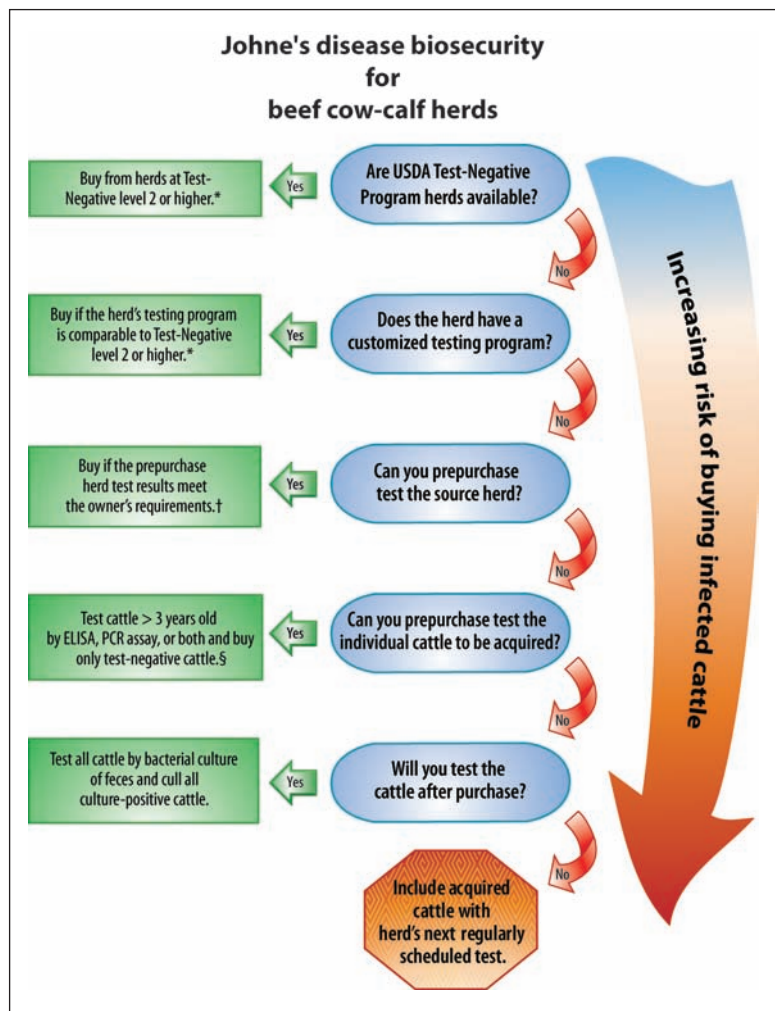 Johne's disease biosecurity
for
beef cow-calf herds
Are USDA Test-Negative
Program herds available?
Yes
Buy from herds at Test-
Negative level 2 or higher.*
No
Does the herd have a
customized testing program?
Yes
Buy if the herd's testing program
is comparable to Test-Negative
level 2 or higher.*
No
Can you prepurchase
test the source herd?
Yes
Buy if the prepurchase
herd test results meet
the owner's requirements.†
No
Can you prepurchase test the
individual cattle to be acquired?
Yes
Test cattle > 3 years old
by ELISA, PCR assay, or both and buy
only test-negative cattle.§
No
Will you test the
cattle after purchase?
Yes
Test all cattle by bacterial culture
of feces and cull all
culture-positive cattle.
No
Include acquired
cattle with
herd's next regularly
scheduled test.
Increasing risk of buying infected cattle